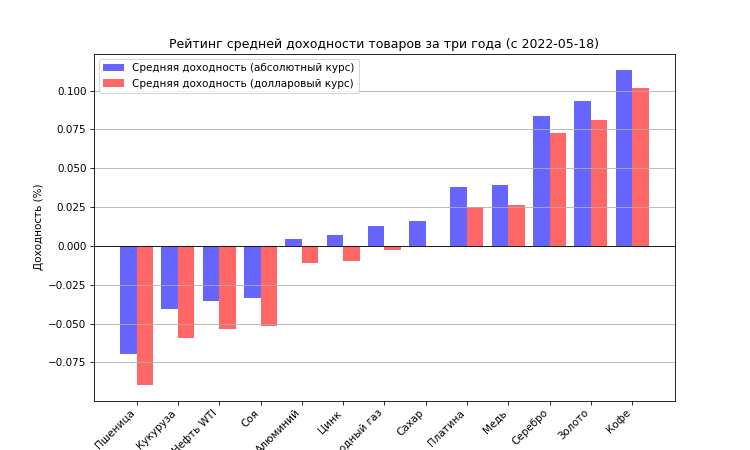 Рейтинг средней доходности товаров за три года (с 2022-05-18)
Средняя доходность (абсолютный курс)
Средняя доходность (долларовый курс)
Доходность (%)
0.100
0.075
0.050
0.025
0.000
−0.025
−0.050
−0.075
Пшеница
Кукуруза
Нефть WTI
Соя
Алюминий
Цинк
одный газ
Сахар
Платина
Медь
Серебро
Золото
Кофе